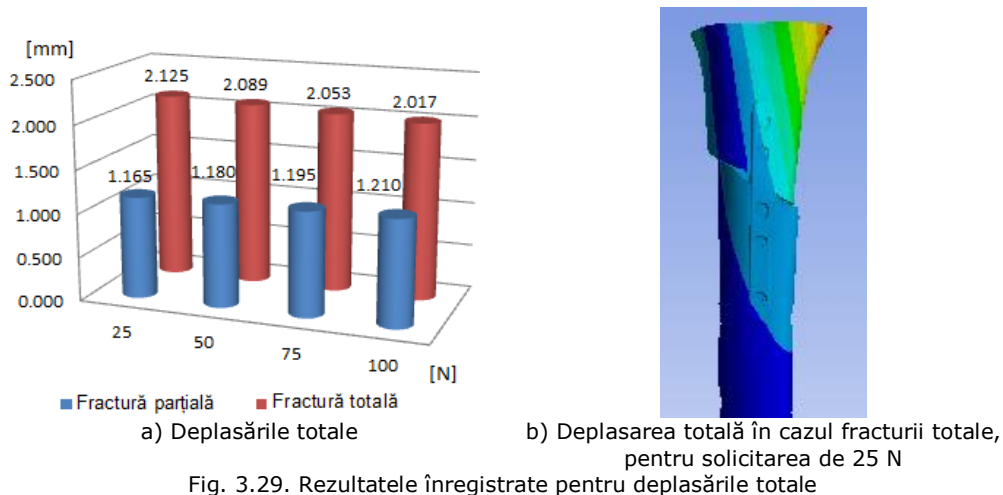 [mm]
2.500
2.000
1.500
1.000
0.500
0.000
2.125
2.089
2.053
2.017
1.165
1.180
1.195
1.210
25
50
75
100
[N]
Fractură parțială
Fractură totală
a) Deplasările totale
b) Deplasarea totală în cazul fracturii totale,
pentru solicitarea de 25 N
Fig. 3.29. Rezultatele înregistrate pentru deplasările totale